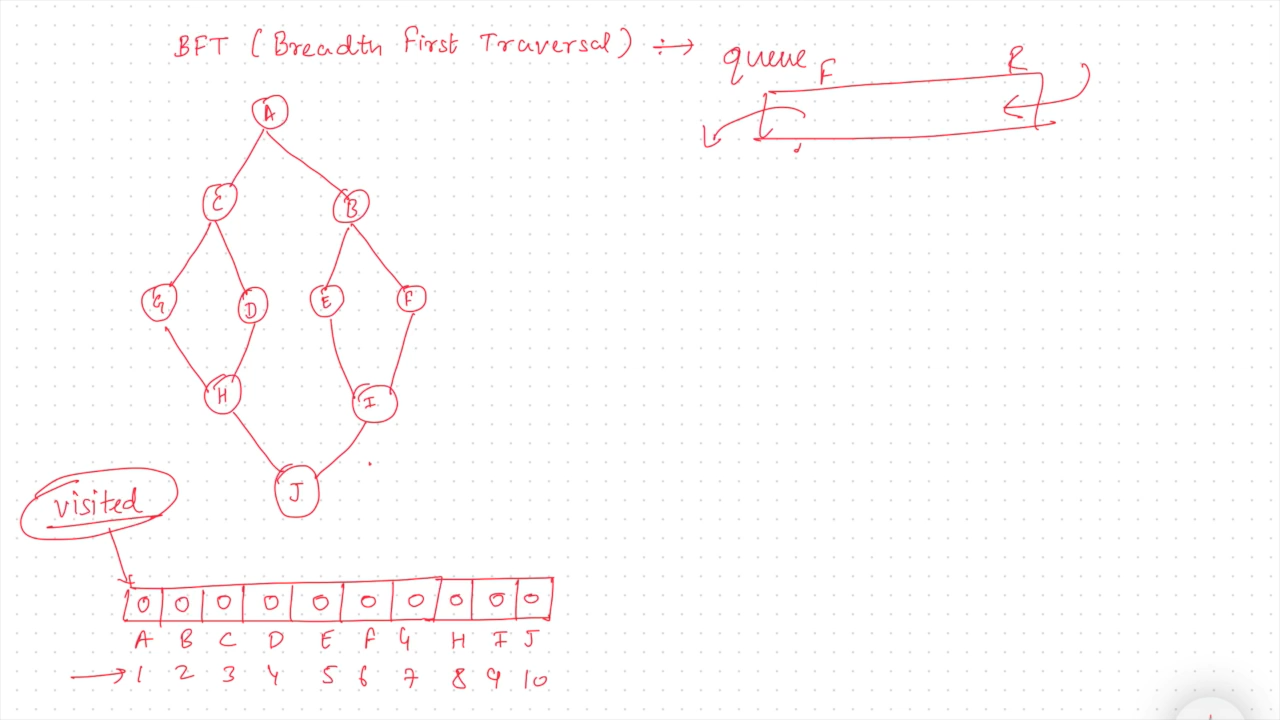 BFT (Breadth First Traversal) :→ queue
F R
A
C B
G D E F
H I
J
visited
0 0 0 0 0 0 0 0 0 0
A B C D E F G H I J
→ 1 2 3 4 5 6 7 8 9 10